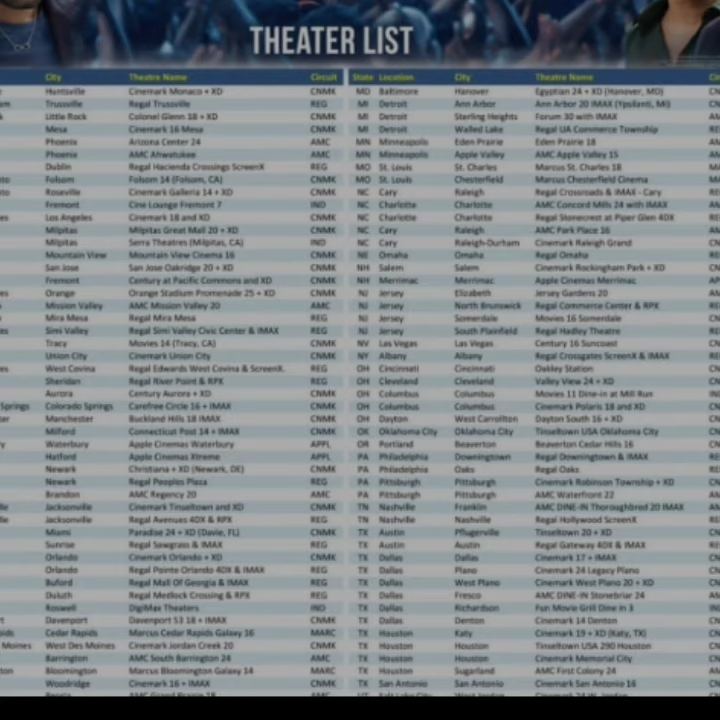 THEATER LIST
City Theatre Name Circuit State Location City Theatre Name
Huntsville Cinemark Monaco + XD CNMK MD Baltimore Hanover Egyptian 24 + XD (Hanover, MD)
Trussville Regal Trussville REG MI Detroit Ann Arbor Ann Arbor 20 IMAX (Ypsilanti, MI)
Little Rock Colonel Glenn 18 + XD CNMK MI Detroit Sterling Heights Forum 30 with IMAX
Mesa Cinemark 16 Mesa CNMK MI Detroit Walled Lake Regal UA Commerce Township
Phoenix Arizona Center 24 AMC MN Minneapolis Eden Prairie Eden Prairie 18
Phoenix AMC Ahwatukee AMC MN Minneapolis Apple Valley AMC Apple Valley 15
Dublin Regal Hacienda Crossings ScreenX REG MO St. Louis St. Charles Marcus St. Charles 18
Folsom Folsom 14 (Folsom, CA) CNMK MO St. Louis Chesterfield Marcus Chesterfield Cinema
Roseville Cinemark Galleria 14 + XD CNMK NC Cary Raleigh Regal Crossroads & IMAX - Cary
Fremont Cine Lounge Fremont 7 IND NC Charlotte Charlotte AMC Concord Mills 24 with IMAX
Los Angeles Cinemark 18 and XD CNMK NC Charlotte Charlotte Regal Stonecrest at Piper Glen 4DX
Milpitas Milpitas Great Mall 20 + XD CNMK NC Cary Raleigh AMC Park Place 16
Milpitas Serra Theatres (Milpitas, CA) IND NC Cary Raleigh-Durham Cinemark Raleigh Grand
Mountain View Mountain View Cinema 16 CNMK NE Omaha Omaha Regal Omaha
San Jose San Jose Oakridge 20 + XD CNMK NH Salem Salem Cinemark Rockingham Park + XD
Fremont Century at Pacific Commons and XD CNMK NH Merrimac Merrimac Apple Cinemas Merrimac
Orange Orange Stadium Promenade 25 + XD CNMK NJ Jersey Elizabeth Jersey Gardens 20
Mission Valley AMC Mission Valley 20 AMC NJ Jersey North Brunswick Regal Commerce Center & RPX
Mira Mesa Regal Mira Mesa REG NJ Jersey Somerdale Movies 16 Somerdale
Simi Valley Regal Simi Valley Civic Center & IMAX REG NJ Jersey South Plainfield Regal Hadley Theatre
Tracy Movies 14 (Tracy, CA) CNMK NV Las Vegas Las Vegas Century 16 Suncoast
Union City Cinemark Union City CNMK NY Albany Albany Regal Crossgates ScreenX & IMAX
West Covina Regal Edwards West Covina & ScreenX. REG OH Cincinnati Cincinnati Oakley Station
Sheridan Regal River Point & RPX REG OH Cleveland Cleveland Valley View 24 + XD
Aurora Century Aurora + XD CNMK OH Columbus Columbus Movies 11 Dine-in at Mill Run
Springs Colorado Springs Carefree Circle 16 + IMAX CNMK OH Columbus Columbus Cinemark Polaris 18 and XD
Manchester Buckland Hills 18 IMAX CNMK OH Dayton West Carrollton Dayton South 16 + XD
Milford Connecticut Post 14 + IMAX CNMK OK Oklahoma City Oklahoma City Tinseltown USA Oklahoma City
Waterbury Apple Cinemas Waterbury APPL OR Portland Beaverton Beaverton Cedar Hills 16
Hatford Apple Cinemas Xtreme APPL PA Philadelphia Downingtown Regal Downingtown & IMAX
Newark Christiana + XD (Newark, DE) CNMK PA Philadelphia Oaks Regal Oaks
Newark Regal Peoples Plaza REG PA Pittsburgh Pittsburgh Cinemark Robinson Township + XD
Brandon AMC Regency 20 AMC PA Pittsburgh Pittsburgh AMC Waterfront 22
Jacksonville Cinemark Tinseltown and XD CNMK TN Nashville Franklin AMC DINE-IN Thoroughbred 20 IMAX
Jacksonville Regal Avenues 4DX & RPX REG TN Nashville Nashville Regal Hollywood ScreenX
Miami Paradise 24 + XD (Davie, FL) CNMK TX Austin Pflugerville Tinseltown 20 + XD
Sunrise Regal Sawgrass & IMAX REG TX Austin Austin Regal Gateway 4DX & IMAX
Orlando Cinemark Orlando + XD CNMK TX Dallas Dallas Cinemark 17 + IMAX
Orlando Regal Pointe Orlando 4DX & IMAX REG TX Dallas Plano Cinemark 24 Legacy Plano
Buford Regal Mall Of Georgia & IMAX REG TX Dallas West Plano Cinemark West Plano 20 + XD
Duluth Regal Medlock Crossing & RPX REG TX Dallas Fresco AMC DINE-IN Stonebriar 24
Roswell DigiMax Theaters IND TX Dallas Richardson Fun Movie Grill Dine In 3
Davenport Davenport 53 18 + IMAX CNMK TX Dallas Denton Cinemark 14 Denton
Cedar Rapids Marcus Cedar Rapids Galaxy 16 MARC TX Houston Katy Cinemark 19 + XD (Katy, TX)
Moines West Des Moines Cinemark Jordan Creek 20 CNMK TX Houston Houston Tinseltown USA 290 Houston
Barrington AMC South Barrington 24 AMC TX Houston Houston Cinemark Memorial City
Bloomington Marcus Bloomington Galaxy 14 MARC TX Houston Sugarland AMC First Colony 24
Woodridge Cinemark 16 + IMAX CNMK TX San Antonio San Antonio Cinemark San Antonio 16